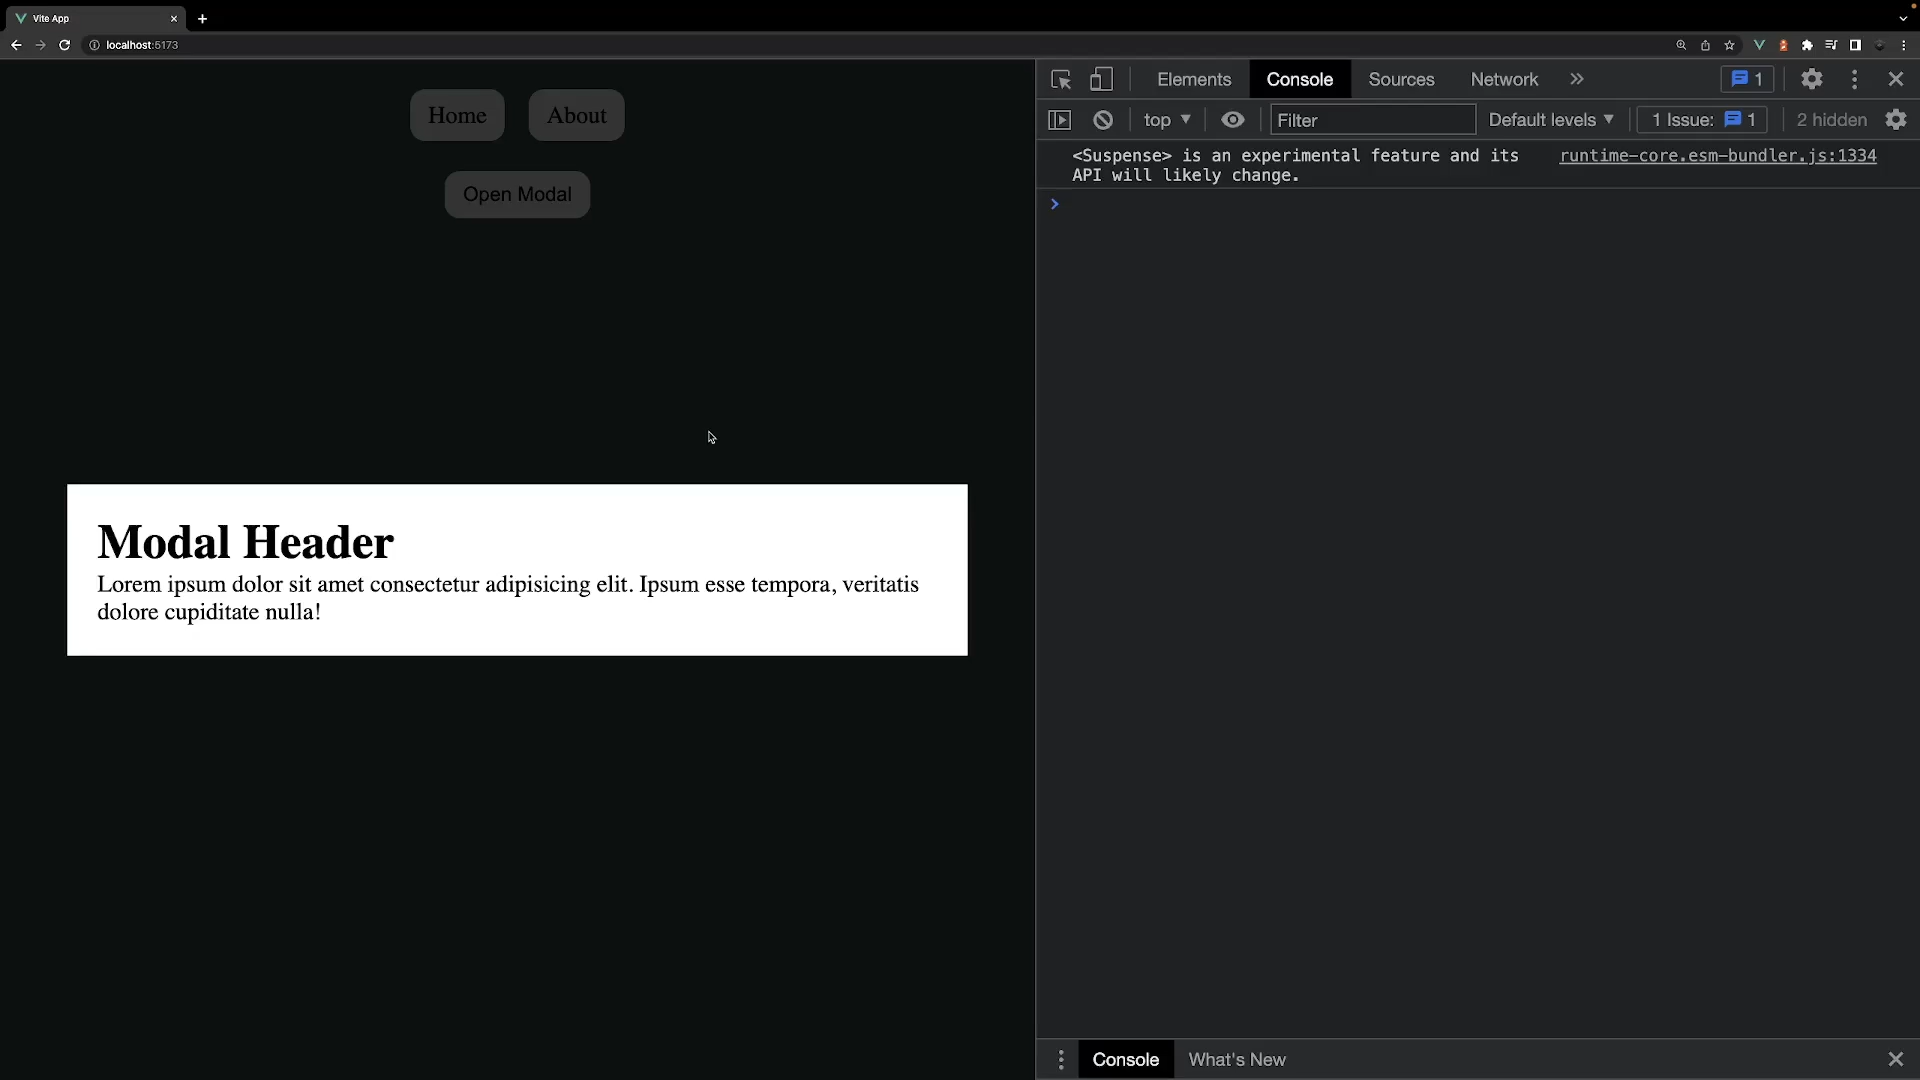 Vite App
localhost:5173
Home
About
Open Modal
Modal Header
Lorem ipsum dolor sit amet consectetur adipisicing elit. Ipsum esse tempora, veritatis
dolore cupiditate nulla!
Elements
Console
Sources
Network
1
top
Filter
Default levels
1 Issue: 1
2 hidden
<Suspense> is an experimental feature and its
API will likely change.
runtime-core.esm-bundler.js:1334
Console
What's New